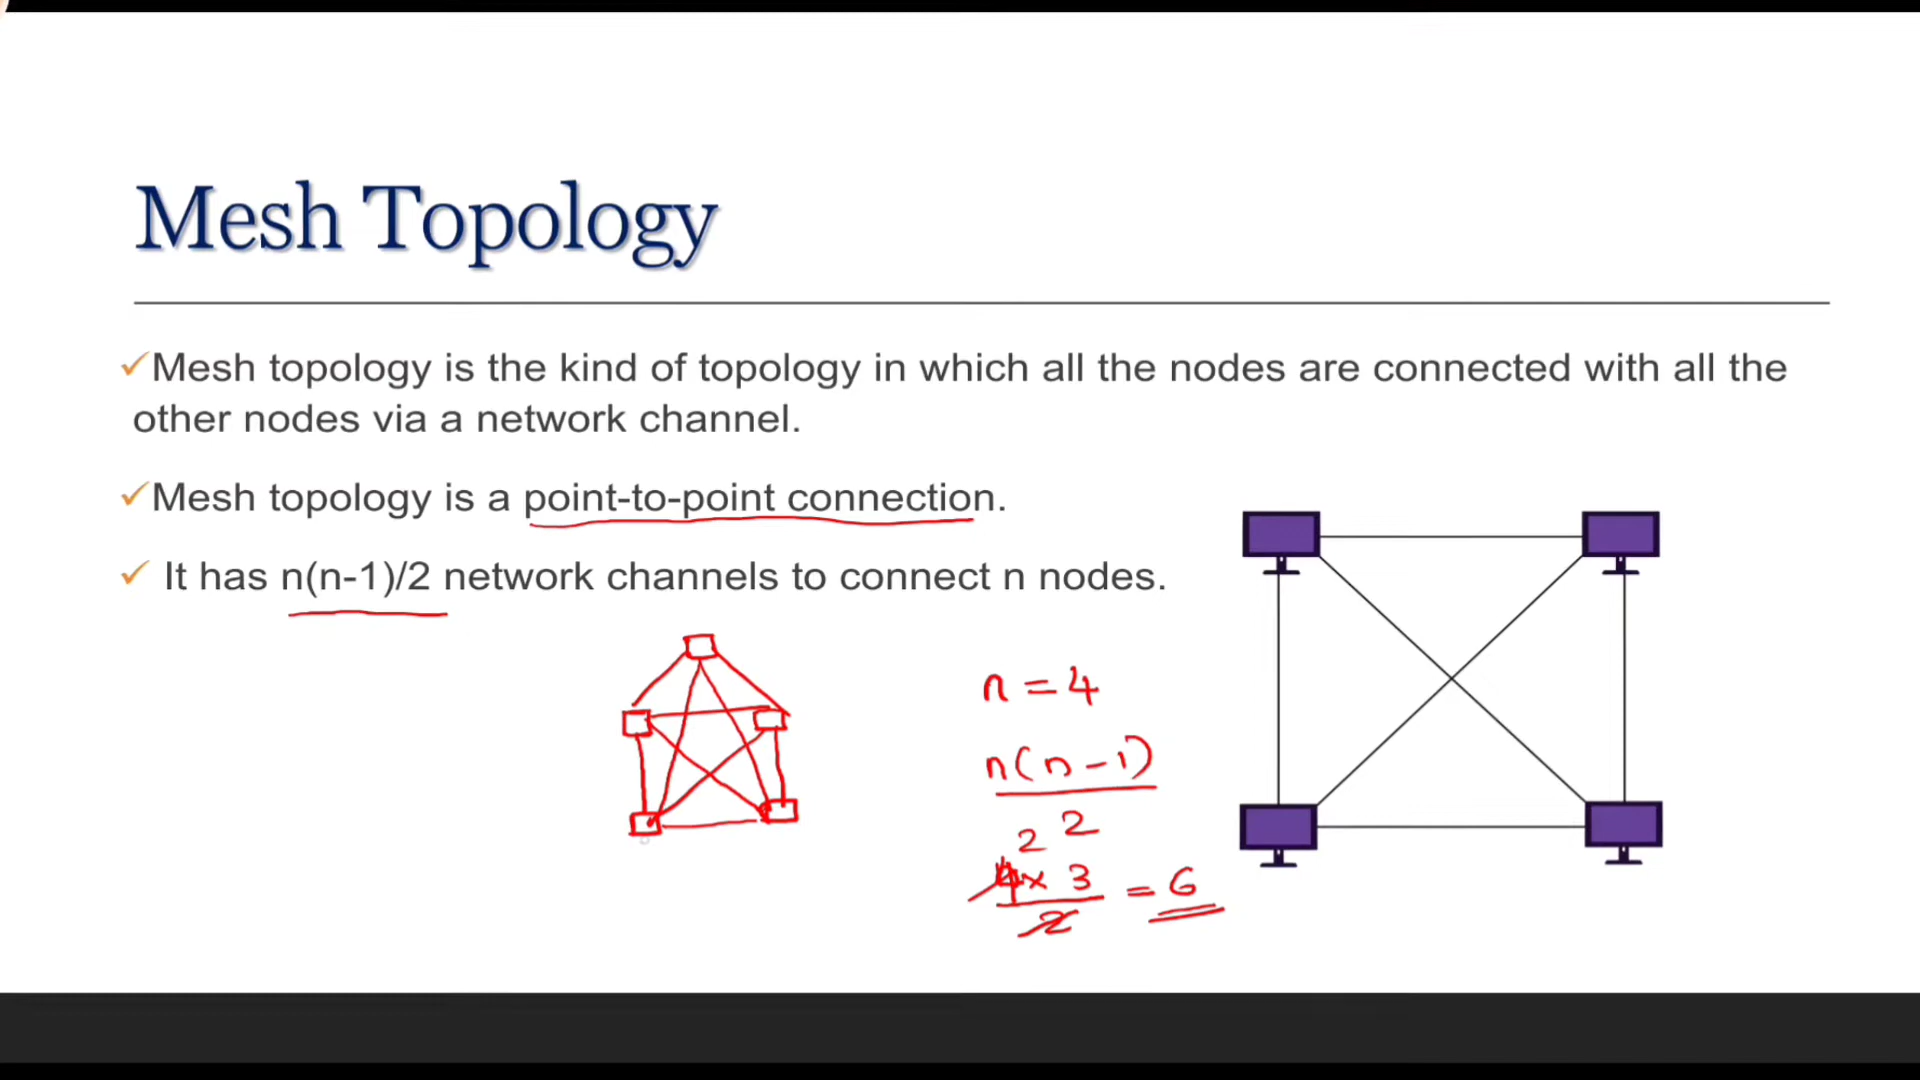 Mesh Topology
✓Mesh topology is the kind of topology in which all the nodes are connected with all the
other nodes via a network channel.
✓Mesh topology is a point-to-point connection.
✓ It has n(n-1)/2 network channels to connect n nodes.
n = 4
n(n-1)
2
2
4 x 3 = 6
2